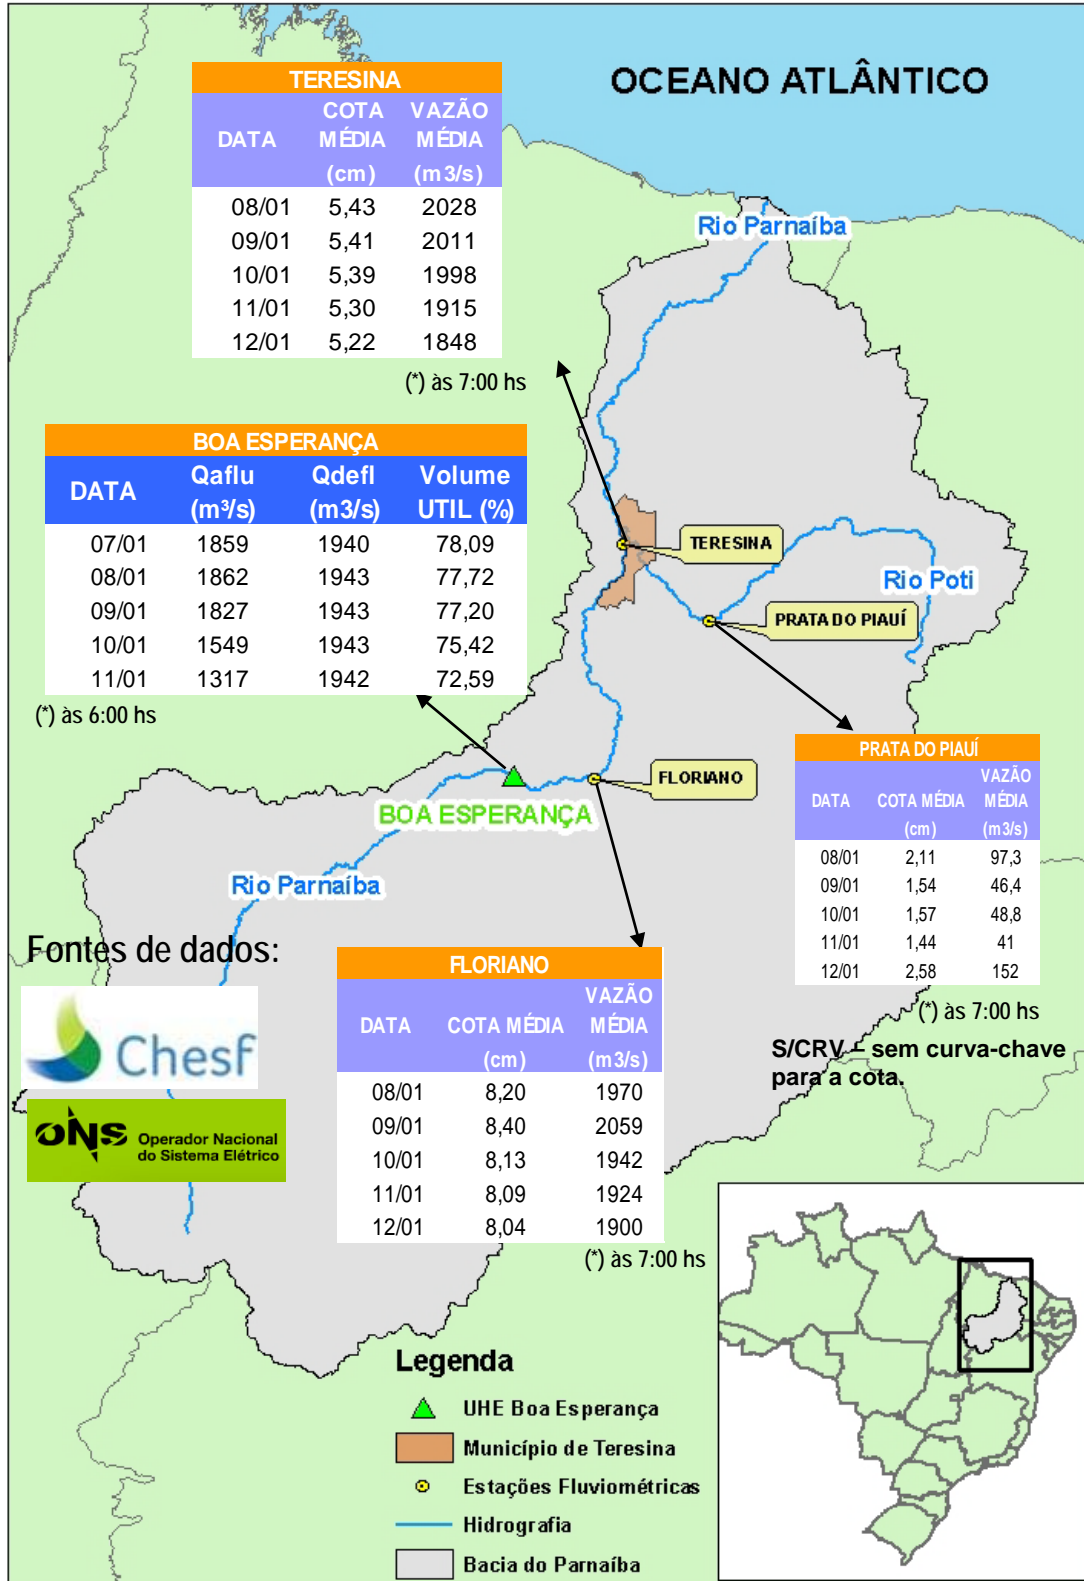 OCEANO ATLÂNTICO
TERESINA
DATA COTA MÉDIA (cm) VAZÃO MÉDIA (m3/s)
08/01 5,43 2028
09/01 5,41 2011
10/01 5,39 1998
11/01 5,30 1915
12/01 5,22 1848
(*) às 7:00 hs
Rio Parnaíba
BOA ESPERANÇA
DATA Qaflu (m³/s) Qdefl (m3/s) Volume UTIL (%)
07/01 1859 1940 78,09
08/01 1862 1943 77,72
09/01 1827 1943 77,20
10/01 1549 1943 75,42
11/01 1317 1942 72,59
(*) às 6:00 hs
TERESINA
Rio Poti
PRATA DO PIAUÍ
FLORIANO
BOA ESPERANÇA
Rio Parnaíba
PRATA DO PIAUÍ
DATA COTA MÉDIA (cm) VAZÃO MÉDIA (m3/s)
08/01 2,11 97,3
09/01 1,54 46,4
10/01 1,57 48,8
11/01 1,44 41
12/01 2,58 152
(*) às 7:00 hs
S/CRV – sem curva-chave
para a cota.
Fontes de dados:
Chesf
ONS Operador Nacional
do Sistema Elétrico
FLORIANO
DATA COTA MÉDIA (cm) VAZÃO MÉDIA (m3/s)
08/01 8,20 1970
09/01 8,40 2059
10/01 8,13 1942
11/01 8,09 1924
12/01 8,04 1900
(*) às 7:00 hs
Legenda
UHE Boa Esperança
Município de Teresina
Estações Fluviométricas
Hidrografia
Bacia do Parnaíba